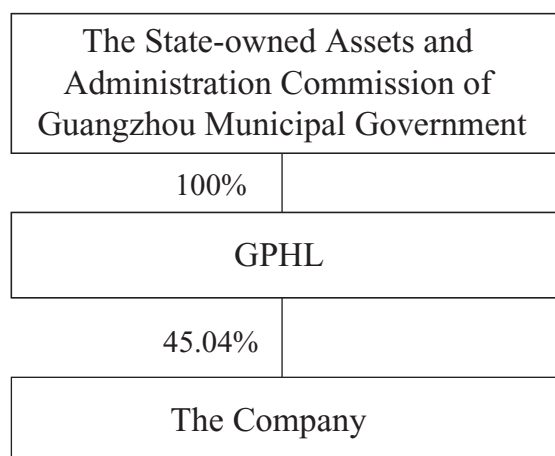 The State-owned Assets and
Administration Commission of
Guangzhou Municipal Government
100%
GPHL
45.04%
The Company